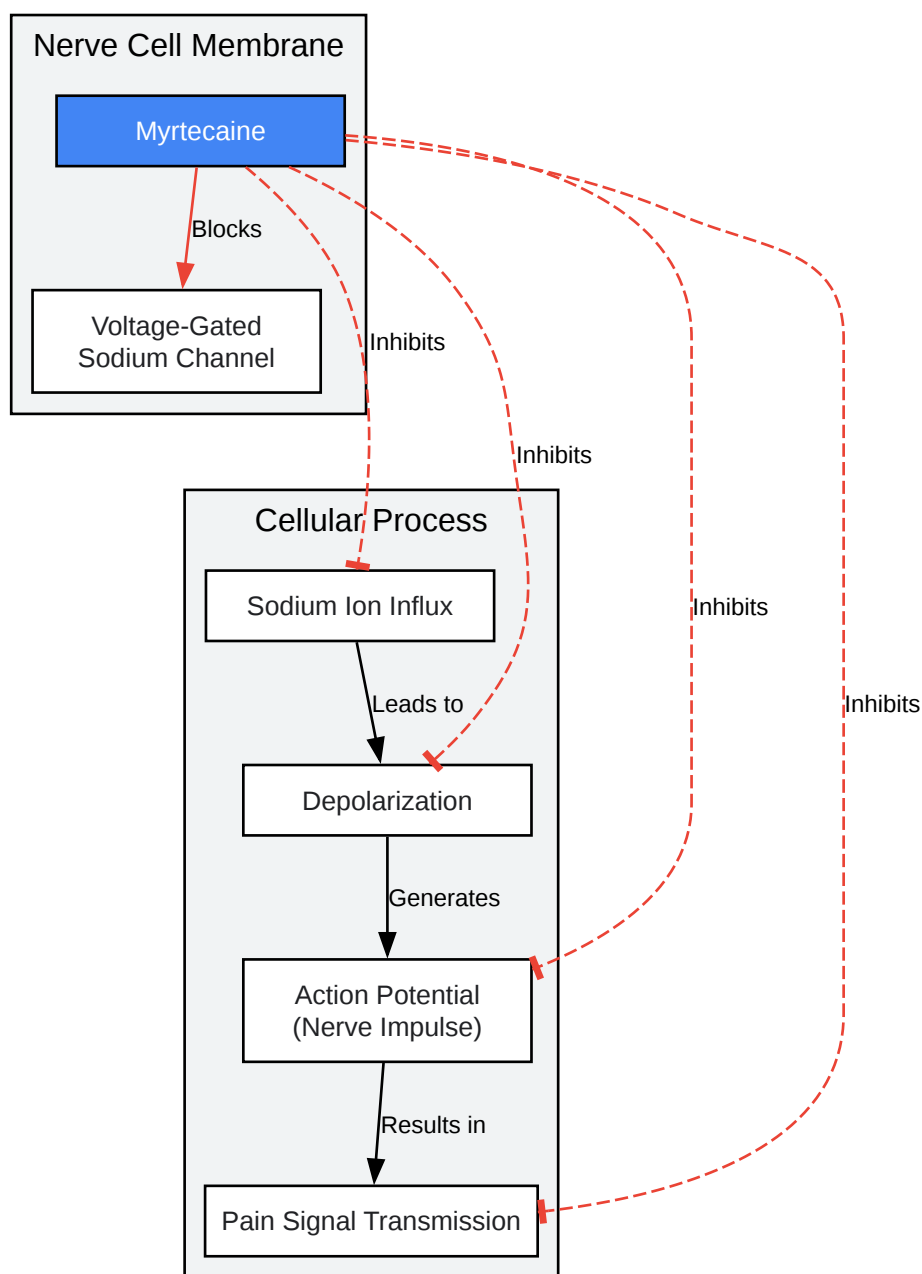 Nerve Cell Membrane
Myrtecaine
Blocks
Voltage-Gated
Sodium Channel
Inhibits
Inhibits
Cellular Process
Sodium Ion Influx
Inhibits
Leads to
Inhibits
Depolarization
Generates
Action Potential
(Nerve Impulse)
Results in
Pain Signal Transmission